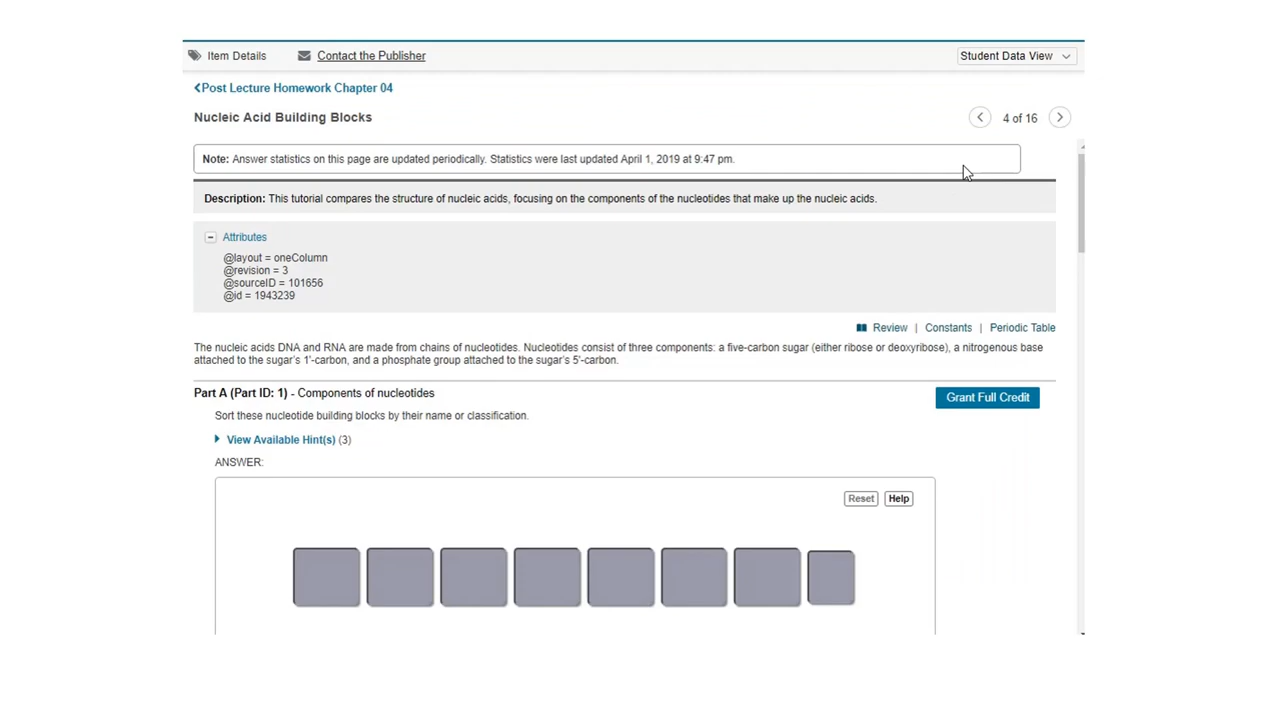 Item Details Contact the Publisher Student Data View
Post Lecture Homework Chapter 04
Nucleic Acid Building Blocks 4 of 16
Note: Answer statistics on this page are updated periodically. Statistics were last updated April 1, 2019 at 9:47 pm.
Description: This tutorial compares the structure of nucleic acids, focusing on the components of the nucleotides that make up the nucleic acids.
Attributes
@layout = oneColumn
@revision = 3
@sourceID = 101656
@id = 1943239
Review | Constants | Periodic Table
The nucleic acids DNA and RNA are made from chains of nucleotides. Nucleotides consist of three components: a five-carbon sugar (either ribose or deoxyribose), a nitrogenous base
attached to the sugar's 1'-carbon, and a phosphate group attached to the sugar's 5'-carbon.
Part A (Part ID: 1) - Components of nucleotides Grant Full Credit
Sort these nucleotide building blocks by their name or classification.
View Available Hint(s) (3)
ANSWER:
Reset Help